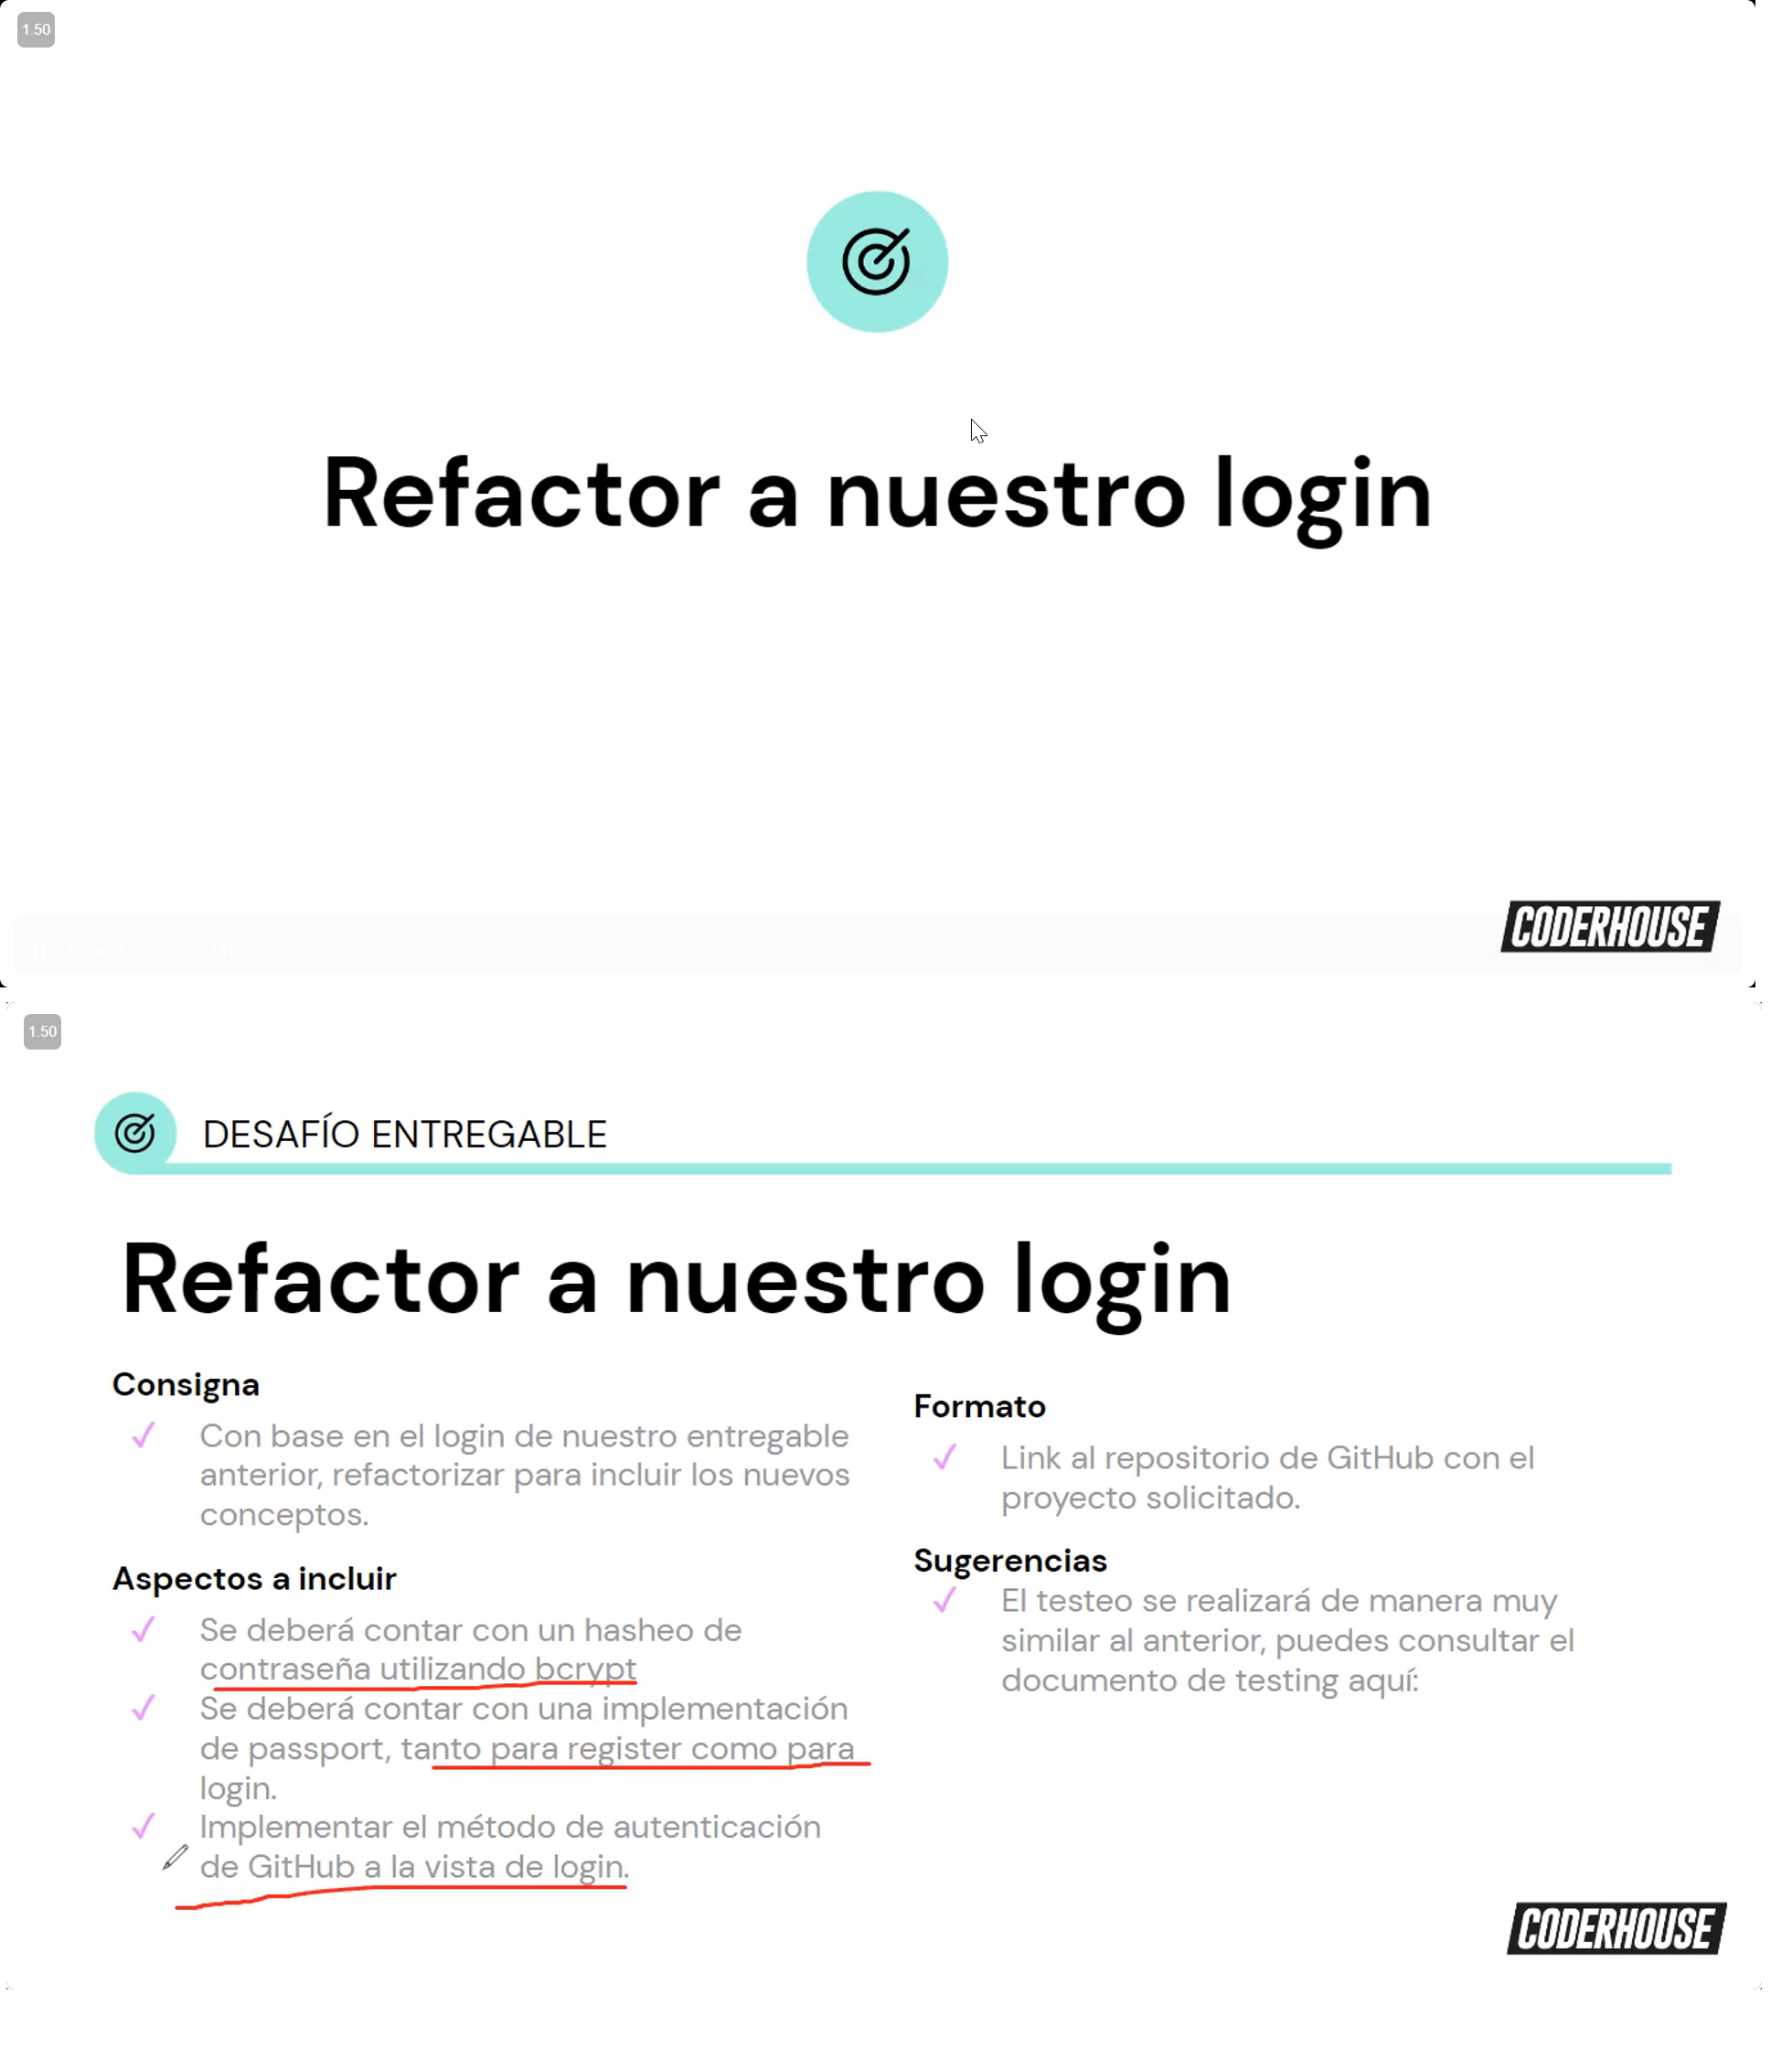 1.50
Refactor a nuestro login
CODERHOUSE
1.50
DESAFÍO ENTREGABLE
Refactor a nuestro login
Consigna
✓ Con base en el login de nuestro entregable
anterior, refactorizar para incluir los nuevos
conceptos.
Aspectos a incluir
✓ Se deberá contar con un hasheo de
contraseña utilizando bcrypt
✓ Se deberá contar con una implementación
de passport, tanto para register como para
login.
✓ Implementar el método de autenticación
de GitHub a la vista de login.
Formato
✓ Link al repositorio de GitHub con el
proyecto solicitado.
Sugerencias
✓ El testeo se realizará de manera muy
similar al anterior, puedes consultar el
documento de testing aquí:
CODERHOUSE